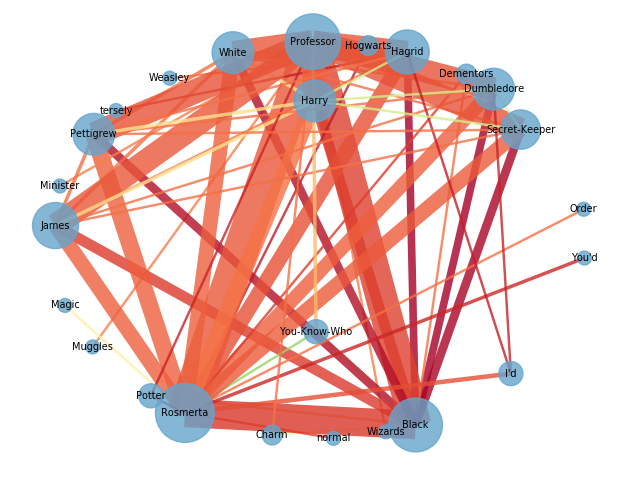 Professor
Hogwarts
White
Hagrid
Weasley
Dementors
Dumbledore
Harry
tersely
Pettigrew
Secret-Keeper
Minister
Order
James
You'd
Magic
You-Know-Who
Muggles
I'd
Potter
Rosmerta
Black
Charm
normal
Wizards